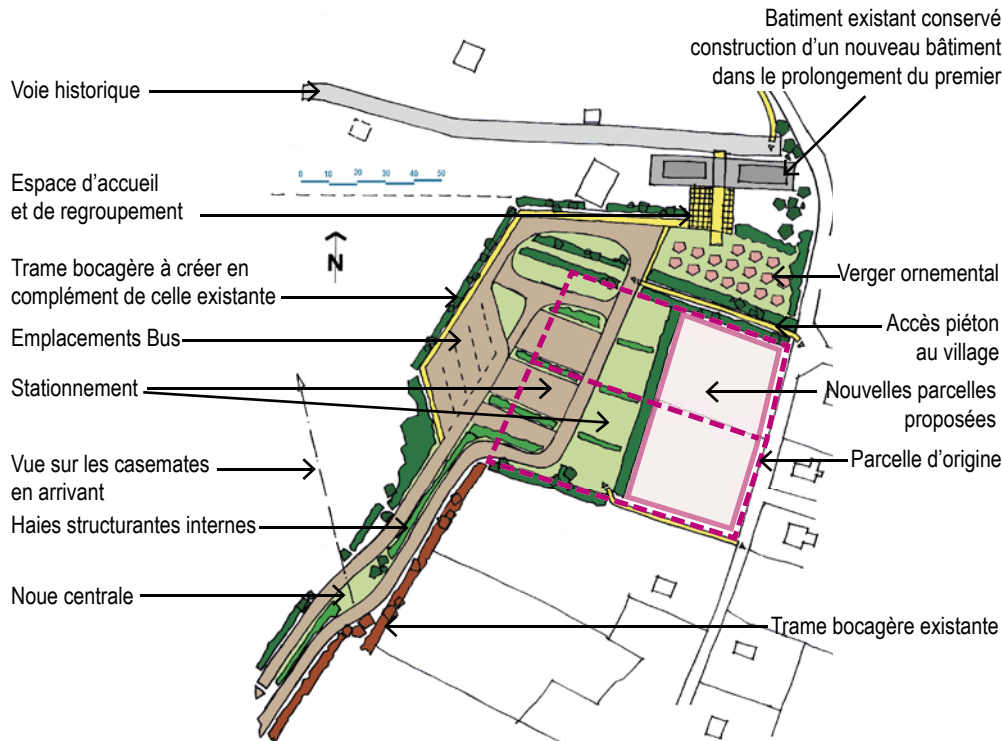 Batiment existant conservé
construction d'un nouveau bâtiment
dans le prolongement du premier
Voie historique
0 10 20 30 40 50
Espace d'accueil
et de regroupement
N
Trame bocagère à créer en
complément de celle existante
Verger ornemental
Emplacements Bus
Accès piéton
au village
Stationnement
Nouvelles parcelles
proposées
Parcelle d'origine
Vue sur les casemates
en arrivant
Haies structurantes internes
Noue centrale
Trame bocagère existante